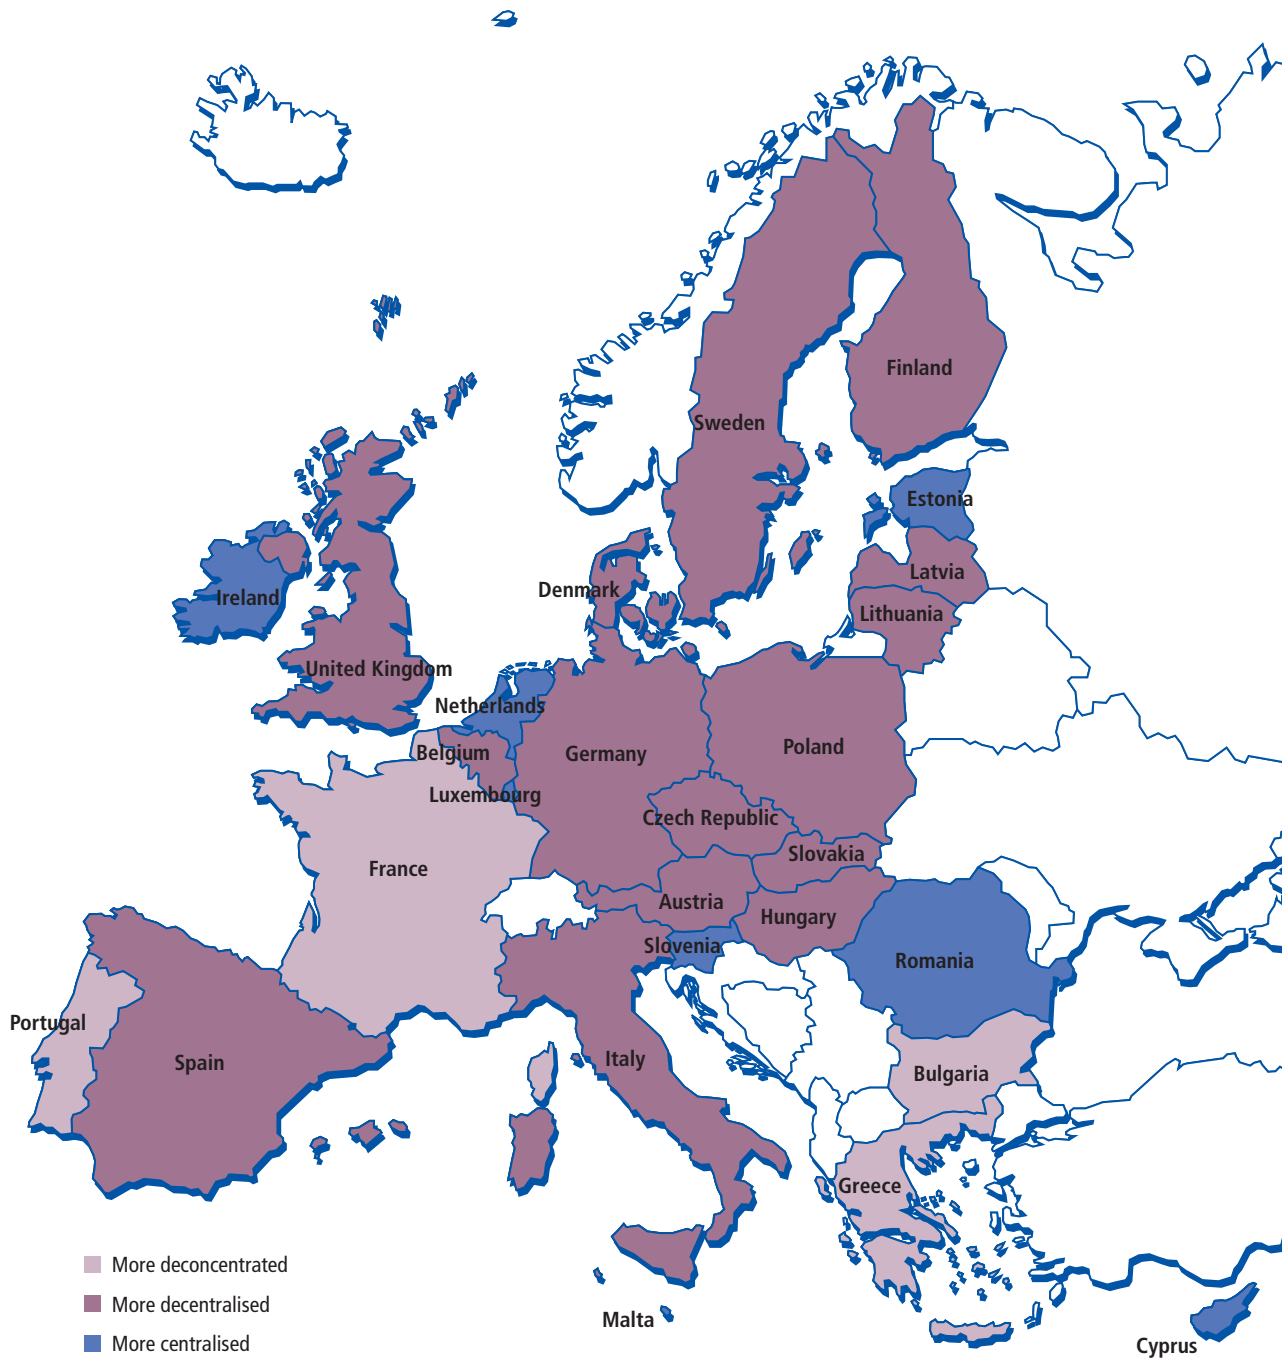 Finland
Sweden
Estonia
Latvia
Denmark
Ireland
Lithuania
United Kingdom
Netherlands
Belgium
Germany
Poland
Luxembourg
Czech Republic
Slovakia
France
Austria
Hungary
Slovenia
Romania
Portugal
Spain
Italy
Bulgaria
Greece
More deconcentrated
More decentralised
Malta
More centralised
Cyprus